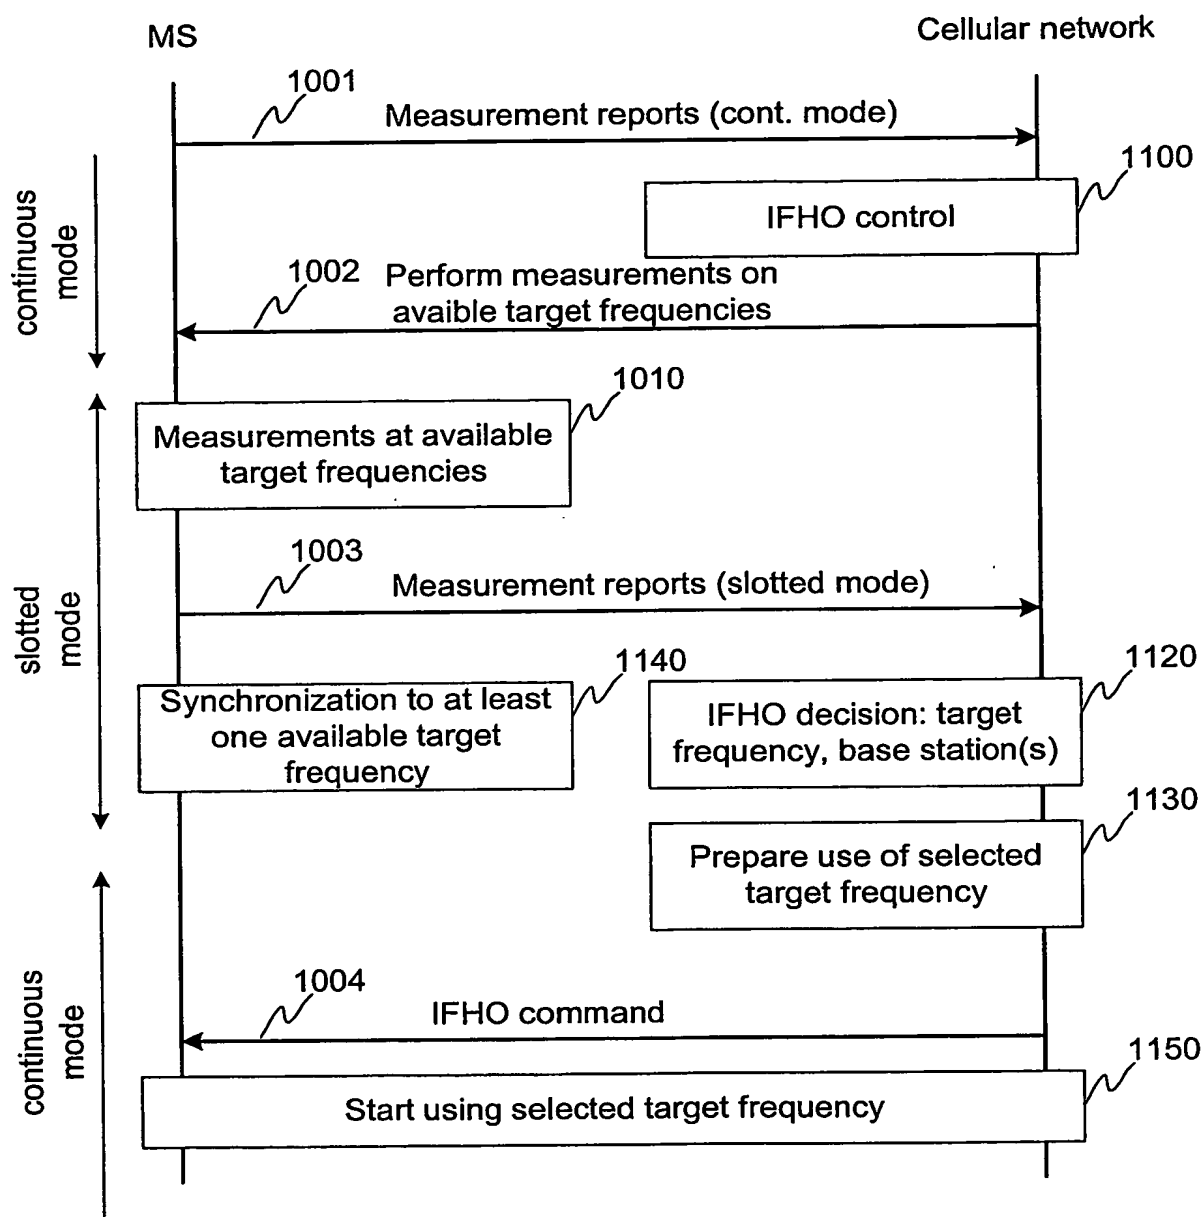 MS
Cellular network
1001
Measurement reports (cont. mode)
1100
IFHO control
continuous
mode
1002
Perform measurements on
avaible target frequencies
1010
Measurements at available
target frequencies
1003
Measurement reports (slotted mode)
slotted
mode
1140
Synchronization to at least
one available target
frequency
1120
IFHO decision: target
frequency, base station(s)
1130
Prepare use of selected
target frequency
continuous
mode
1004
IFHO command
1150
Start using selected target frequency